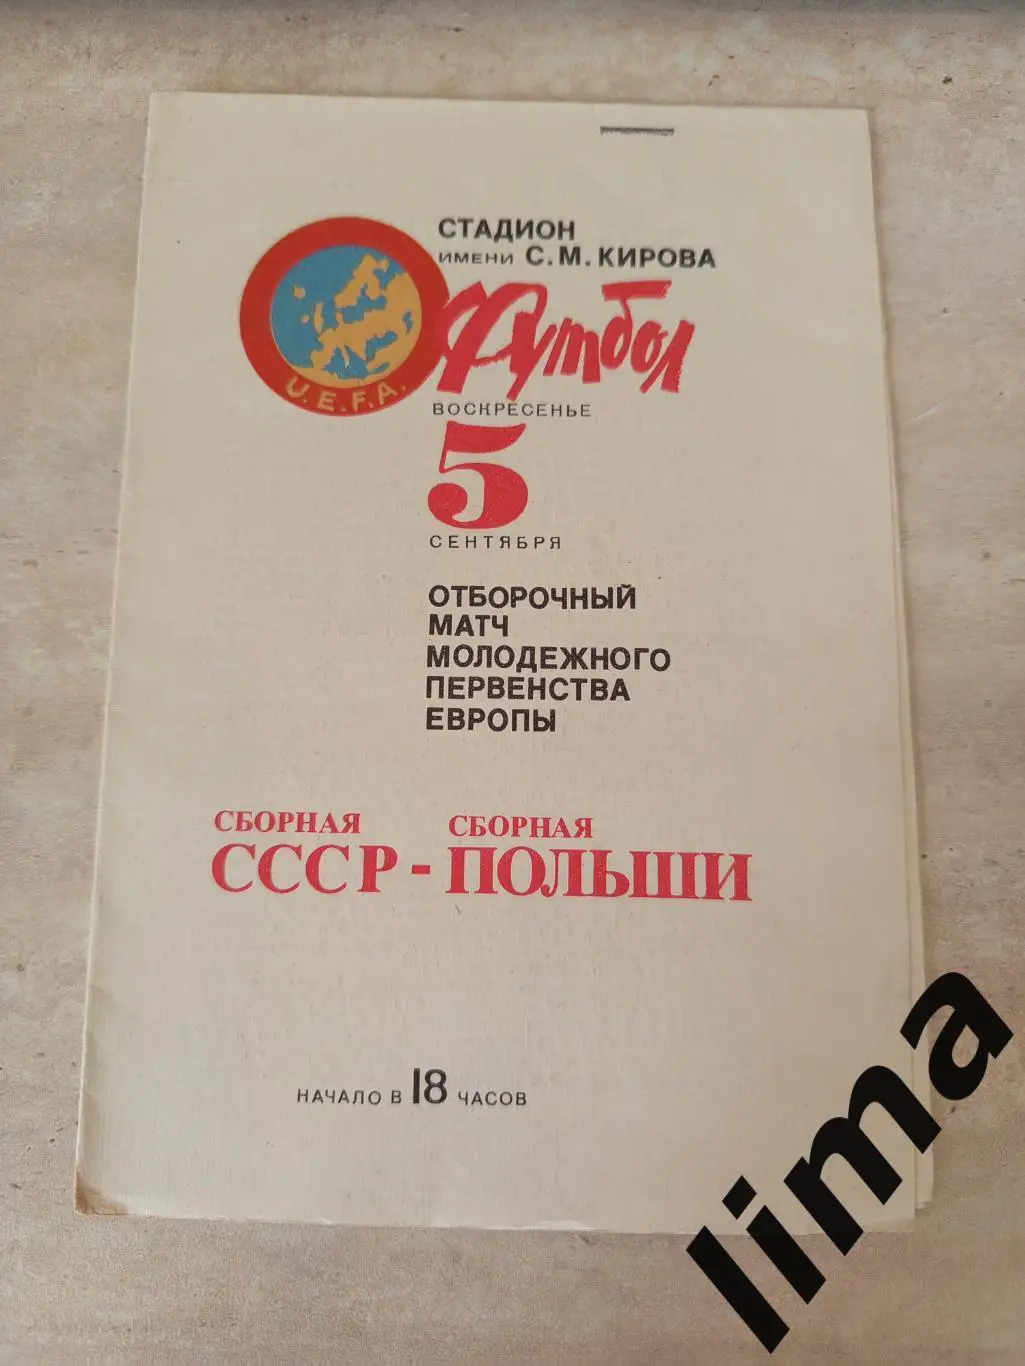 СТАДИОН
ИМЕНИ С.М.КИРОВА
U.E.F.A.
Футбол
ВОСКРЕСЕНЬЕ
5
СЕНТЯБРЯ
ОТБОРОЧНЫЙ
МАТЧ
МОЛОДЕЖНОГО
ПЕРВЕНСТВА
ЕВРОПЫ
СБОРНАЯ СБОРНАЯ
СССР-ПОЛЬШИ
НАЧАЛО В 18 ЧАСОВ
lima